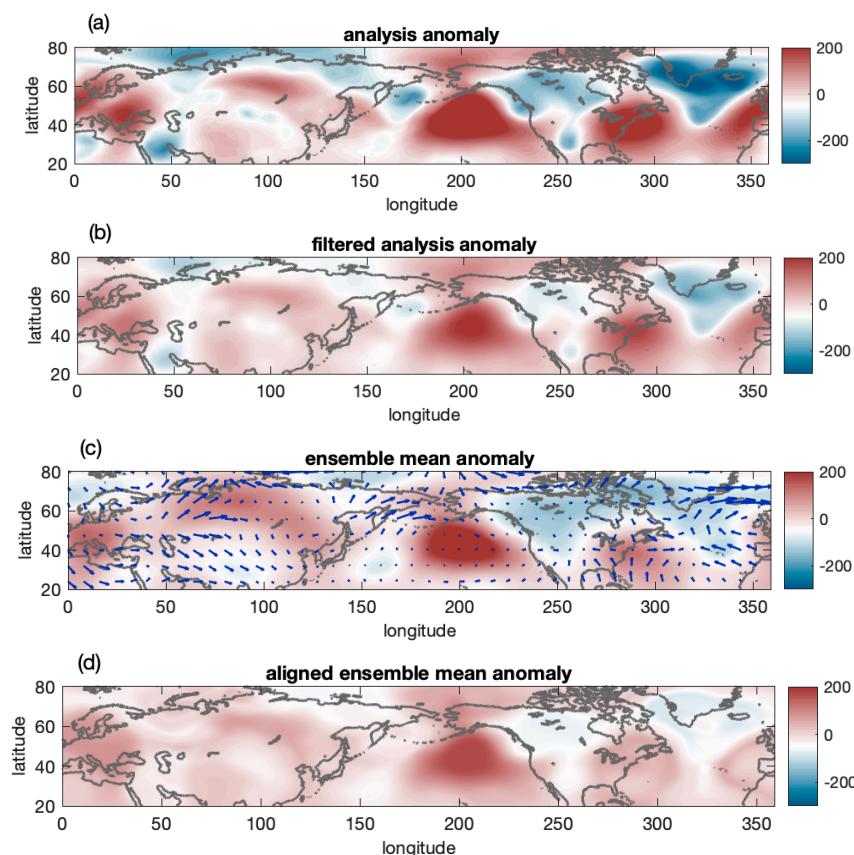 (a)
analysis anomaly
80
60
40
20
latitude
0 50 100 150 200 250 300 350
longitude
200
0
-200
(b)
filtered analysis anomaly
80
60
40
20
latitude
0 50 100 150 200 250 300 350
longitude
200
0
-200
(c)
ensemble mean anomaly
80
60
40
20
latitude
0 50 100 150 200 250 300 350
longitude
200
0
-200
(d)
aligned ensemble mean anomaly
80
60
40
20
latitude
0 50 100 150 200 250 300 350
longitude
200
0
-200